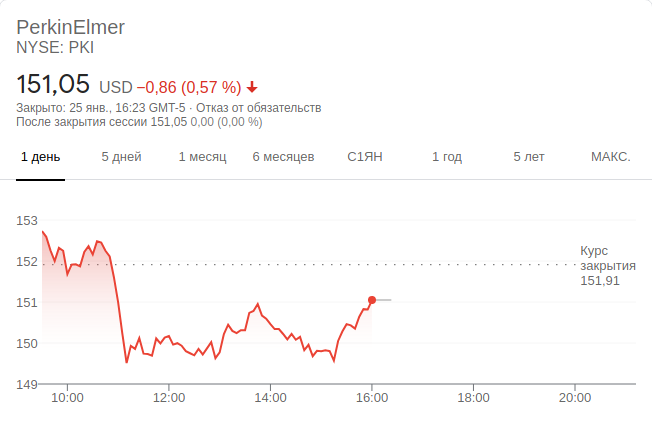 PerkinElmer
NYSE: PKI
151,05 USD −0,86 (0,57 %)
Закрыто: 25 янв., 16:23 GMT-5 · Отказ от обязательств
После закрытия сессии 151,05 0,00 (0,00 %)
1 день 5 дней 1 месяц 6 месяцев С1ЯН 1 год 5 лет МАКС.
153
152
151
150
149
Курс
закрытия
151,91
10:00 12:00 14:00 16:00 18:00 20:00